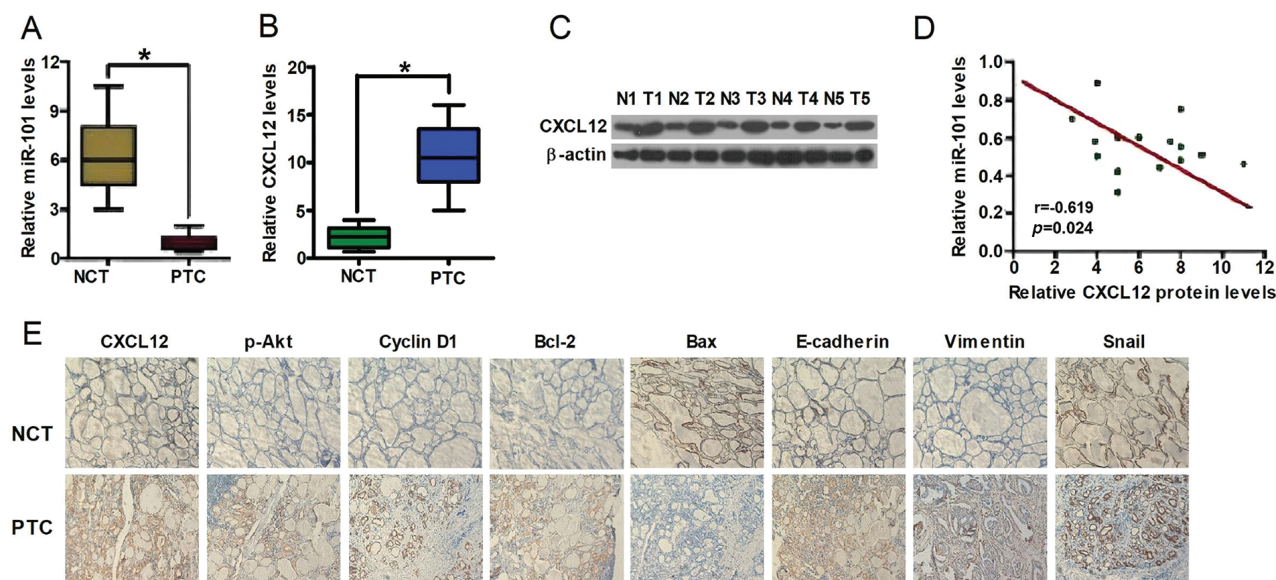 A
Relative miR-101 levels
12
9
6
3
0
*
NCT PTC
B
Relative CXCL12 levels
20
15
10
5
0
*
NCT PTC
C
N1 T1 N2 T2 N3 T3 N4 T4 N5 T5
CXCL12
β-actin
D
Relative miR-101 levels
1.0
0.8
0.6
0.4
0.2
0.0
r=-0.619
p=0.024
0 2 4 6 8 10 12
Relative CXCL12 protein levels
E
CXCL12 p-Akt Cyclin D1 Bcl-2 Bax E-cadherin Vimentin Snail
NCT
PTC